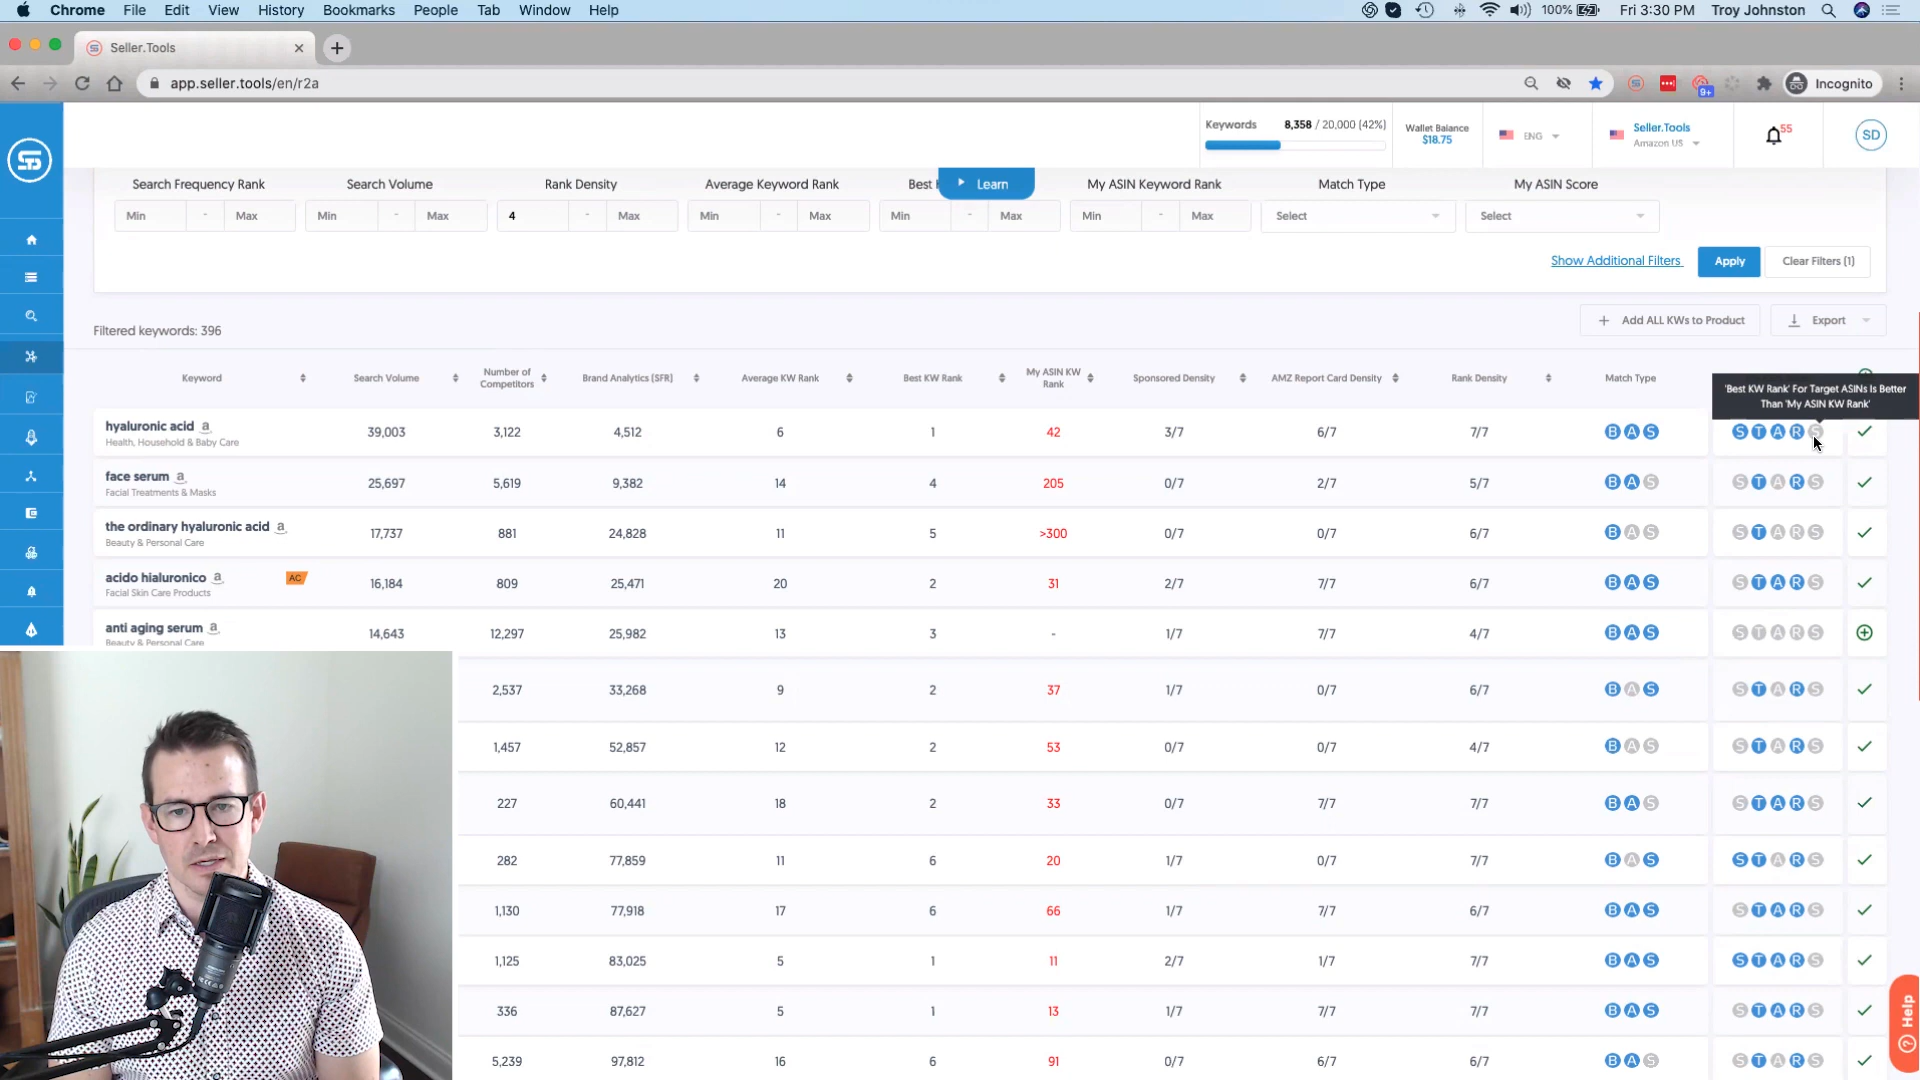 Chrome File Edit View History Bookmarks People Tab Window Help 100% Fri 3:30 PM Troy Johnston
Seller.Tools
app.seller.tools/en/r2a 9+ Incognito
Keywords 8,358 / 20,000 (42%)
Wallet Balance
$18.75
ENG
Seller.Tools
Amazon US
55
SD
Search Frequency Rank Search Volume Rank Density Average Keyword Rank Best Learn My ASIN Keyword Rank Match Type My ASIN Score
Min - Max Min - Max 4 - Max Min - Max Min - Max Min - Max Select Select
Show Additional Filters Apply Clear Filters (1)
Filtered keywords: 396 Add ALL KWs to Product Export
Keyword Search Volume Number of Competitors Brand Analytics (SFR) Average KW Rank Best KW Rank My ASIN KW Rank Sponsored Density AMZ Report Card Density Rank Density Match Type
'Best KW Rank' For Target ASINs Is Better
Than 'My ASIN KW Rank'
hyaluronic acid a 39,003 3,122 4,512 6 1 42 3/7 6/7 7/7 B A S S T A R S
Health, Household & Baby Care
face serum a 25,697 5,619 9,382 14 4 205 0/7 2/7 5/7 B A S S T A R S
Facial Treatments & Masks
the ordinary hyaluronic acid a 17,737 881 24,828 11 5 >300 0/7 0/7 6/7 B A S S T A R S
Beauty & Personal Care
acido hialuronico a AC 16,184 809 25,471 20 2 31 2/7 7/7 6/7 B A S S T A R S
Facial Skin Care Products
anti aging serum a 14,643 12,297 25,982 13 3 - 1/7 7/7 4/7 B A S S T A R S
Beauty & Personal Care
2,537 33,268 9 2 37 1/7 0/7 6/7 B A S S T A R S
1,457 52,857 12 2 53 0/7 0/7 4/7 B A S S T A R S
227 60,441 18 2 33 0/7 7/7 7/7 B A S S T A R S
282 77,859 11 6 20 1/7 0/7 7/7 B A S S T A R S
1,130 77,918 17 6 66 1/7 7/7 6/7 B A S S T A R S
1,125 83,025 5 1 11 2/7 1/7 7/7 B A S S T A R S
336 87,627 5 1 13 1/7 7/7 7/7 B A S S T A R S
5,239 97,812 16 6 91 0/7 6/7 6/7 B A S S T A R S
Help